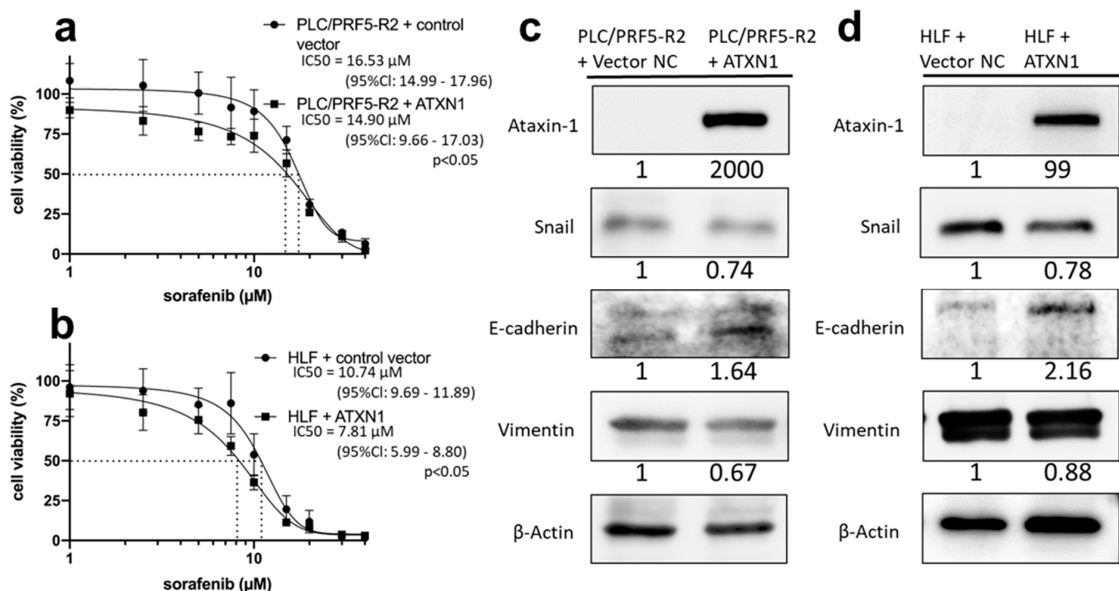 a
PLC/PRF5-R2 + control
vector
IC50 = 16.53 µM
(95%Cl: 14.99 - 17.96)
PLC/PRF5-R2 + ATXN1
IC50 = 14.90 µM
(95%Cl: 9.66 - 17.03)
p<0.05
cell viability (%)
100
75
50
25
0
1
10
sorafenib (µM)
b
HLF + control vector
IC50 = 10.74 µM
(95%Cl: 9.69 - 11.89)
HLF + ATXN1
IC50 = 7.81 µM
(95%Cl: 5.99 - 8.80)
p<0.05
cell viability (%)
100
75
50
25
0
1
10
sorafenib (µM)
c
PLC/PRF5-R2
+ Vector NC
PLC/PRF5-R2
+ ATXN1
Ataxin-1
1 2000
Snail
1 0.74
E-cadherin
1 1.64
Vimentin
1 0.67
β-Actin
d
HLF +
Vector NC
HLF +
ATXN1
Ataxin-1
1 99
Snail
1 0.78
E-cadherin
1 2.16
Vimentin
1 0.88
β-Actin